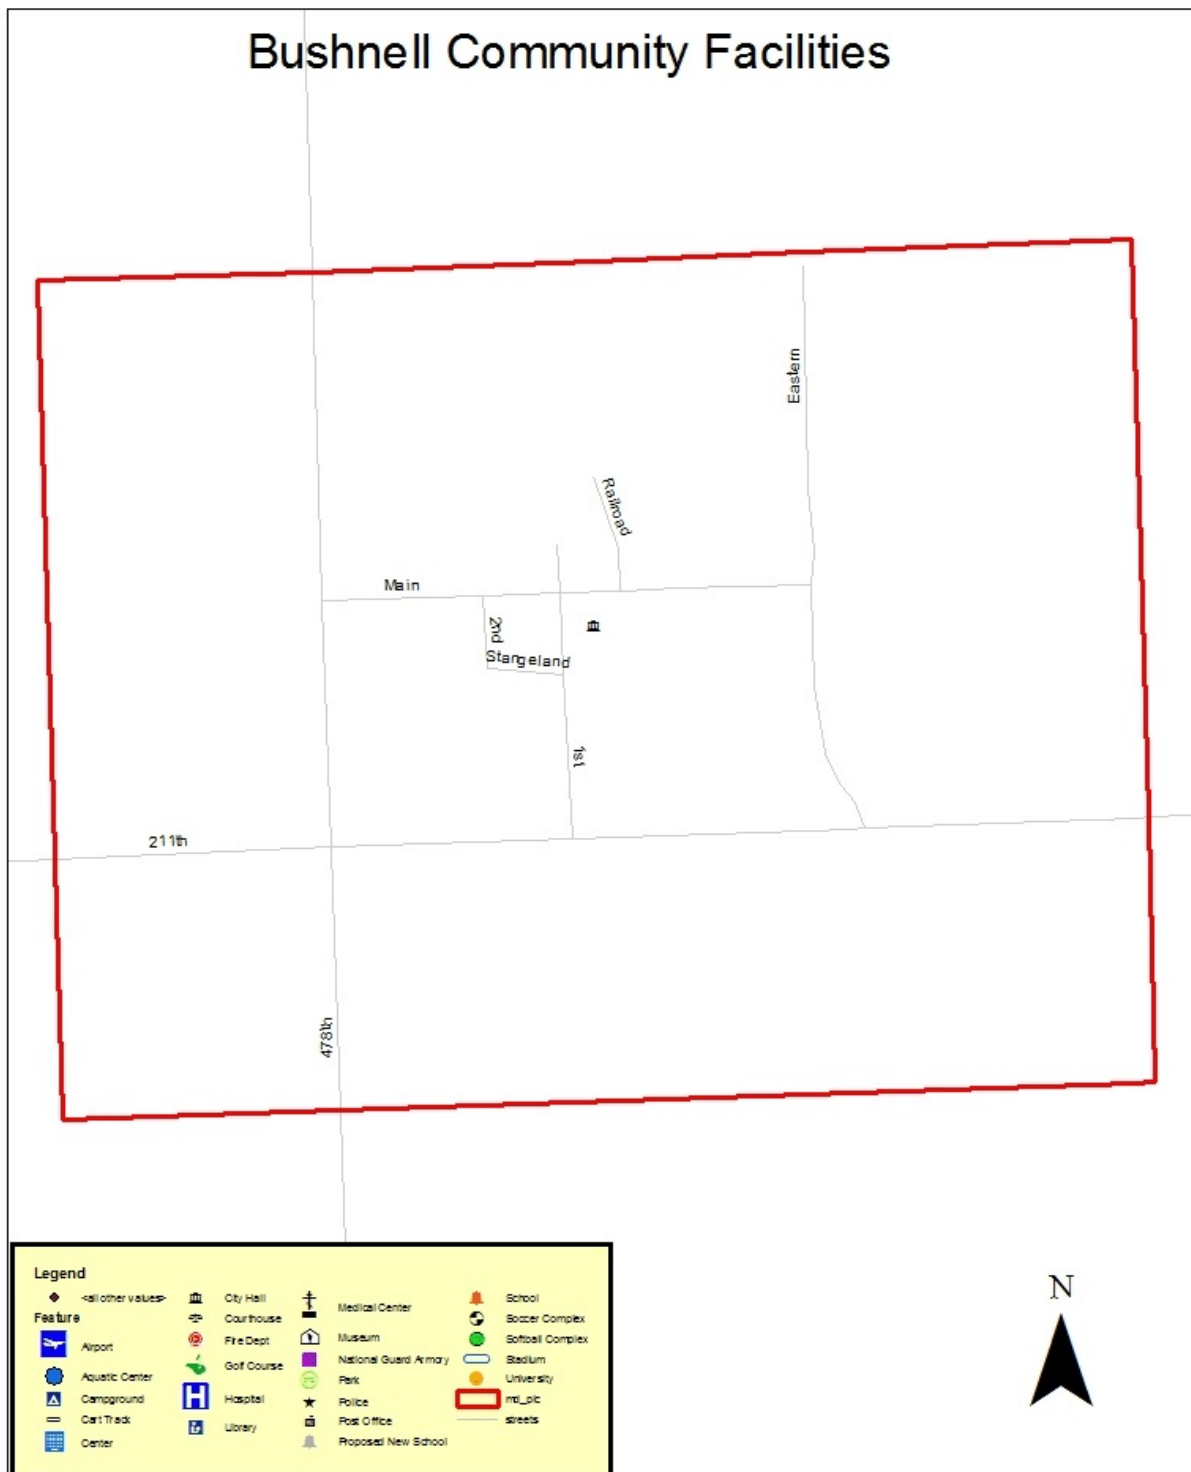 Bushnell Community Facilities
Eastern
Railroad
Main
2nd
Stangeland
1st
211th
478th
N
Legend
<all other values>
Feature
Airport
Aquatic Center
Campground
Cart Track
Center
City Hall
Courthouse
Fire Dept
Golf Course
Hospital
Library
Medical Center
Museum
National Guard Armory
Park
Police
Post Office
Proposed New School
School
Soccer Complex
Softball Complex
Stadium
University
md_plc
streets